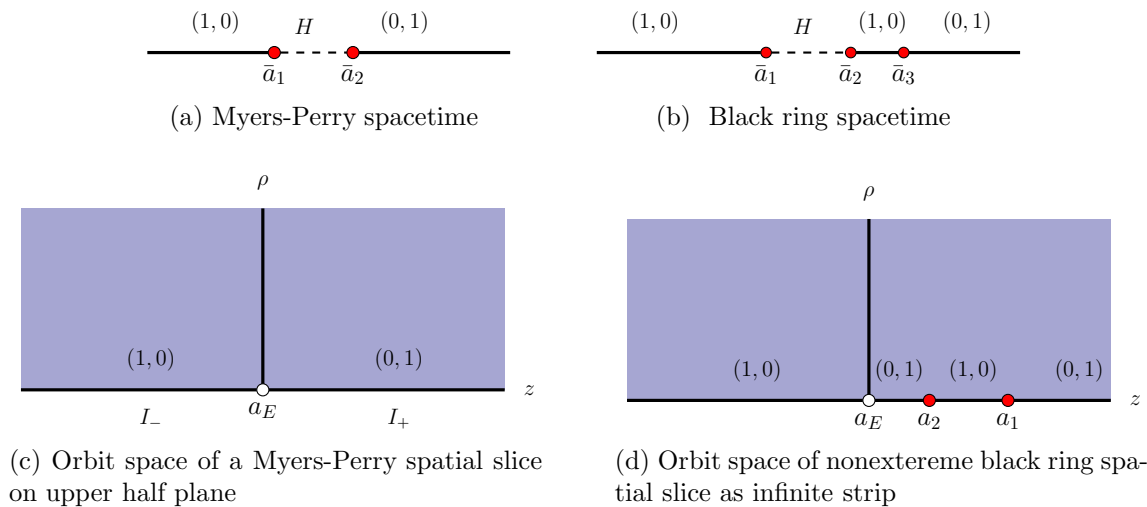 (1, 0) H (0, 1)
ā₁ ā₂
(a) Myers-Perry spacetime
(1, 0) H (1, 0) (0, 1)
ā₁ ā₂ ā₃
(b) Black ring spacetime
ρ
(1, 0) (0, 1)
z
I₋ a_E I₊
(c) Orbit space of a Myers-Perry spatial slice
on upper half plane
ρ
(1, 0) (0, 1) (1, 0) (0, 1)
z
a_E a₂ a₁
(d) Orbit space of nonextereme black ring spa-
tial slice as infinite strip